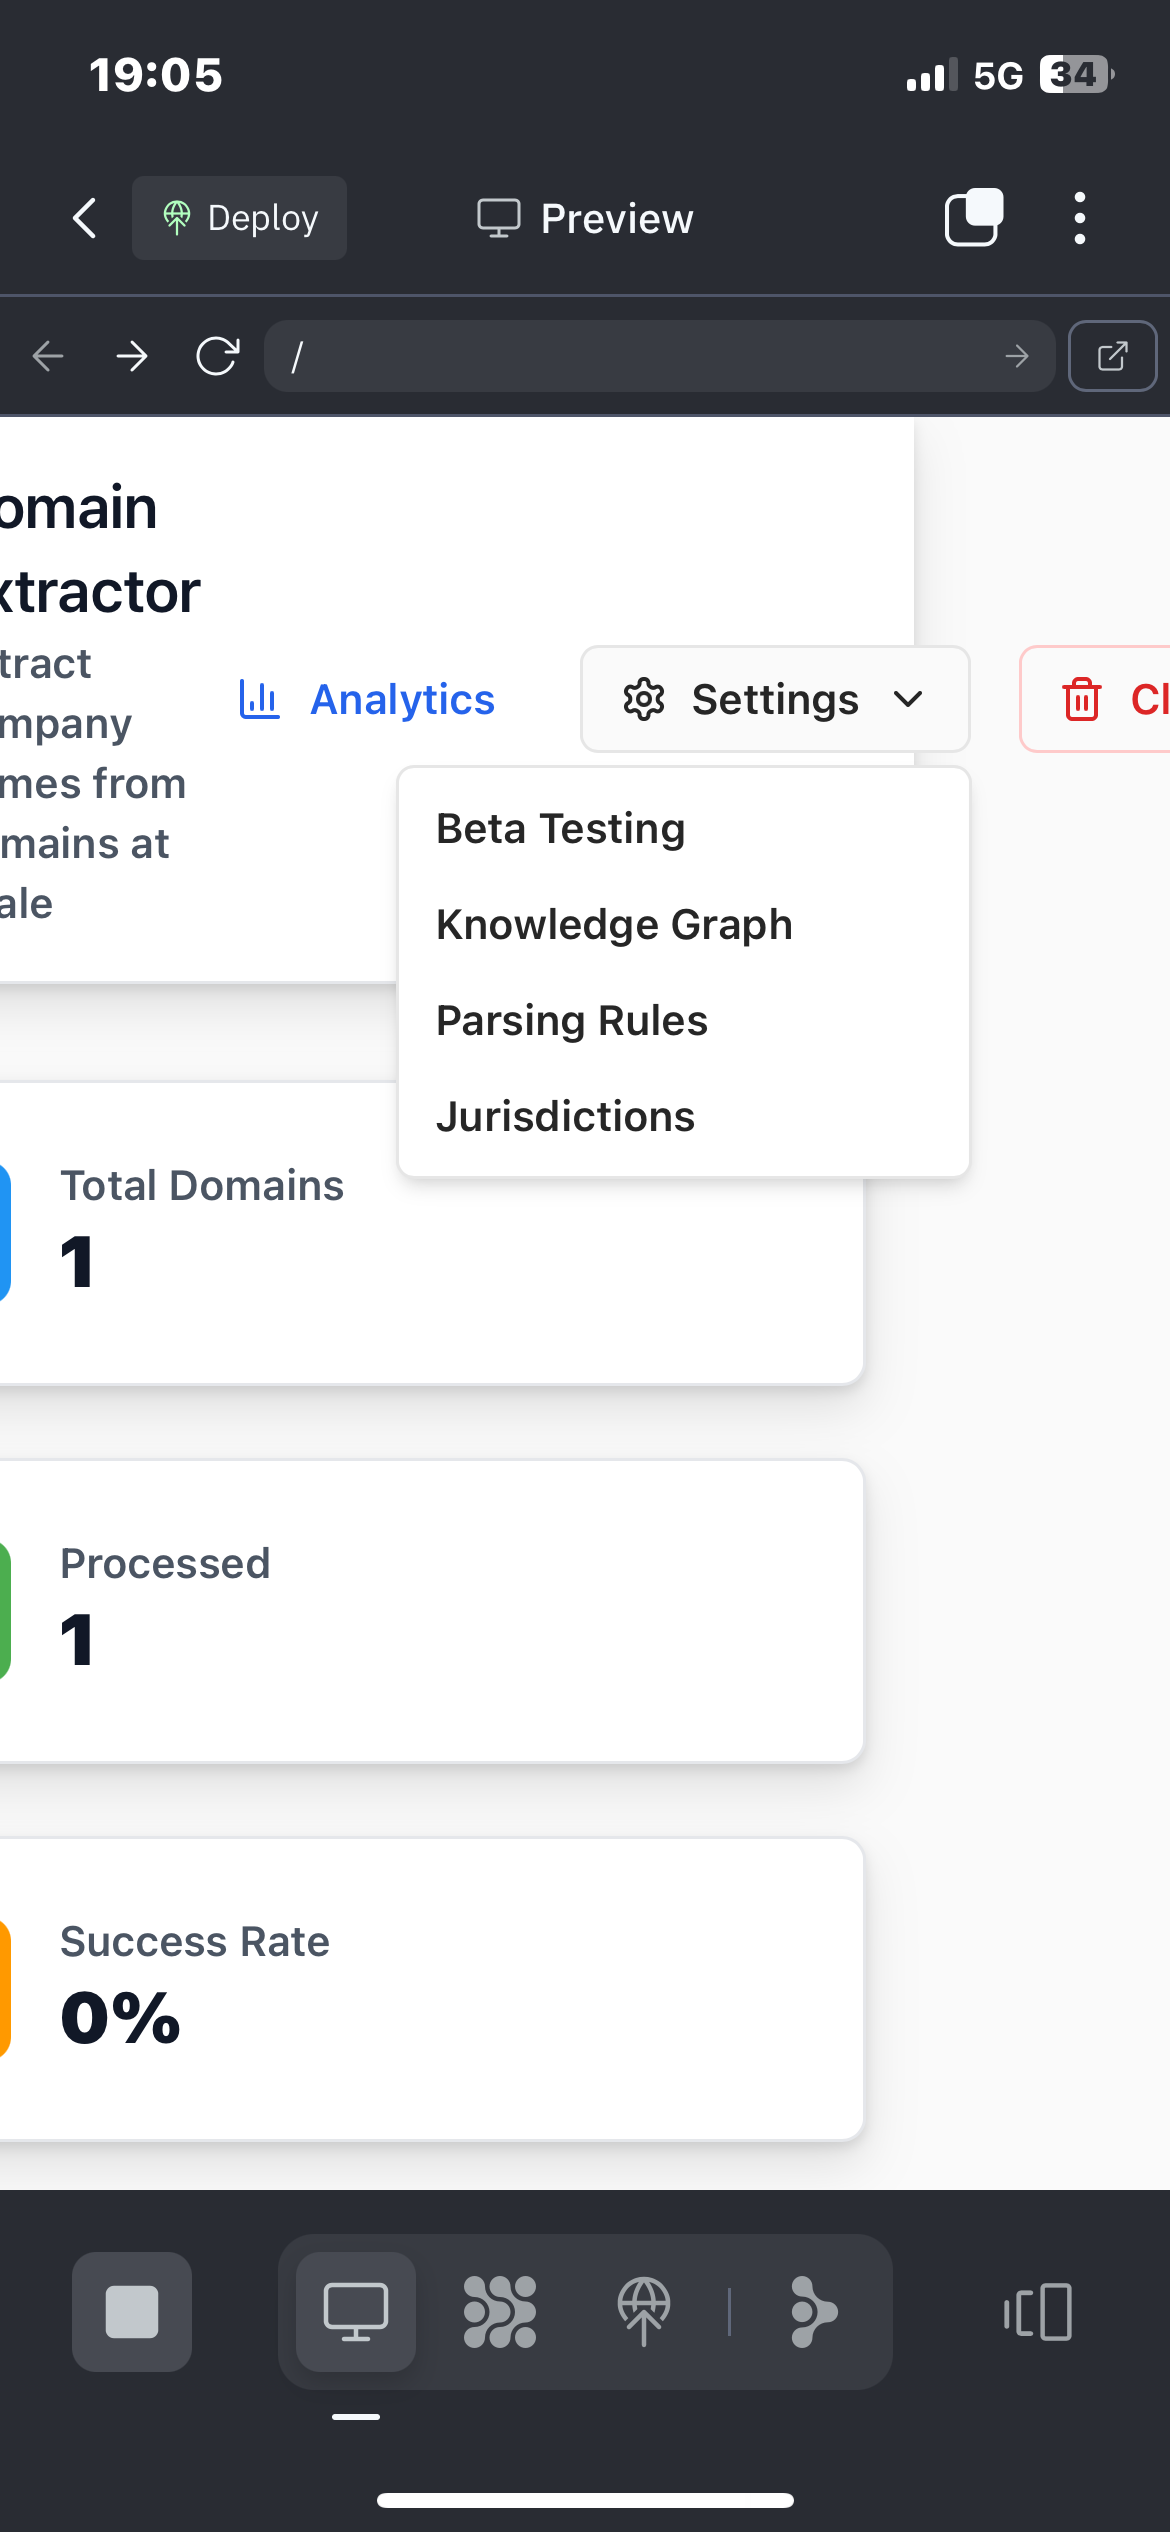 19:05
5G
34
Deploy
Preview
/
omain
xtractor
tract
mpany
mes from
mains at
ale
Analytics
Settings
Cl
Beta Testing
Knowledge Graph
Parsing Rules
Jurisdictions
Total Domains
1
Processed
1
Success Rate
0%